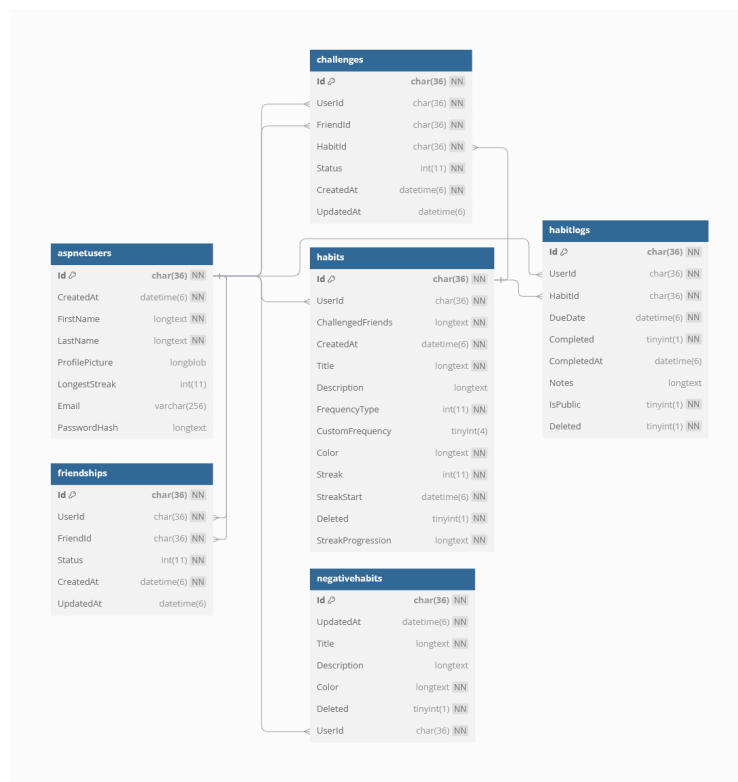 challenges
Id char(36) NN
UserId char(36) NN
FriendId char(36) NN
HabitId char(36) NN
Status int(11) NN
CreatedAt datetime(6) NN
UpdatedAt datetime(6)
aspnetusers
Id char(36) NN
CreatedAt datetime(6) NN
FirstName longtext NN
LastName longtext NN
ProfilePicture longblob
LongestStreak int(11)
Email varchar(256)
PasswordHash longtext
habits
Id char(36) NN
UserId char(36) NN
ChallengedFriends longtext NN
CreatedAt datetime(6) NN
Title longtext NN
Description longtext
FrequencyType int(11) NN
CustomFrequency tinyint(4)
Color longtext NN
Streak int(11) NN
StreakStart datetime(6) NN
Deleted tinyint(1) NN
StreakProgression longtext NN
habitlogs
Id char(36) NN
UserId char(36) NN
HabitId char(36) NN
DueDate datetime(6) NN
Completed tinyint(1) NN
CompletedAt datetime(6)
Notes longtext
IsPublic tinyint(1) NN
Deleted tinyint(1) NN
friendships
Id char(36) NN
UserId char(36) NN
FriendId char(36) NN
Status int(11) NN
CreatedAt datetime(6) NN
UpdatedAt datetime(6)
negativehabits
Id char(36) NN
UpdatedAt datetime(6) NN
Title longtext NN
Description longtext
Color longtext NN
Deleted tinyint(1) NN
UserId char(36) NN